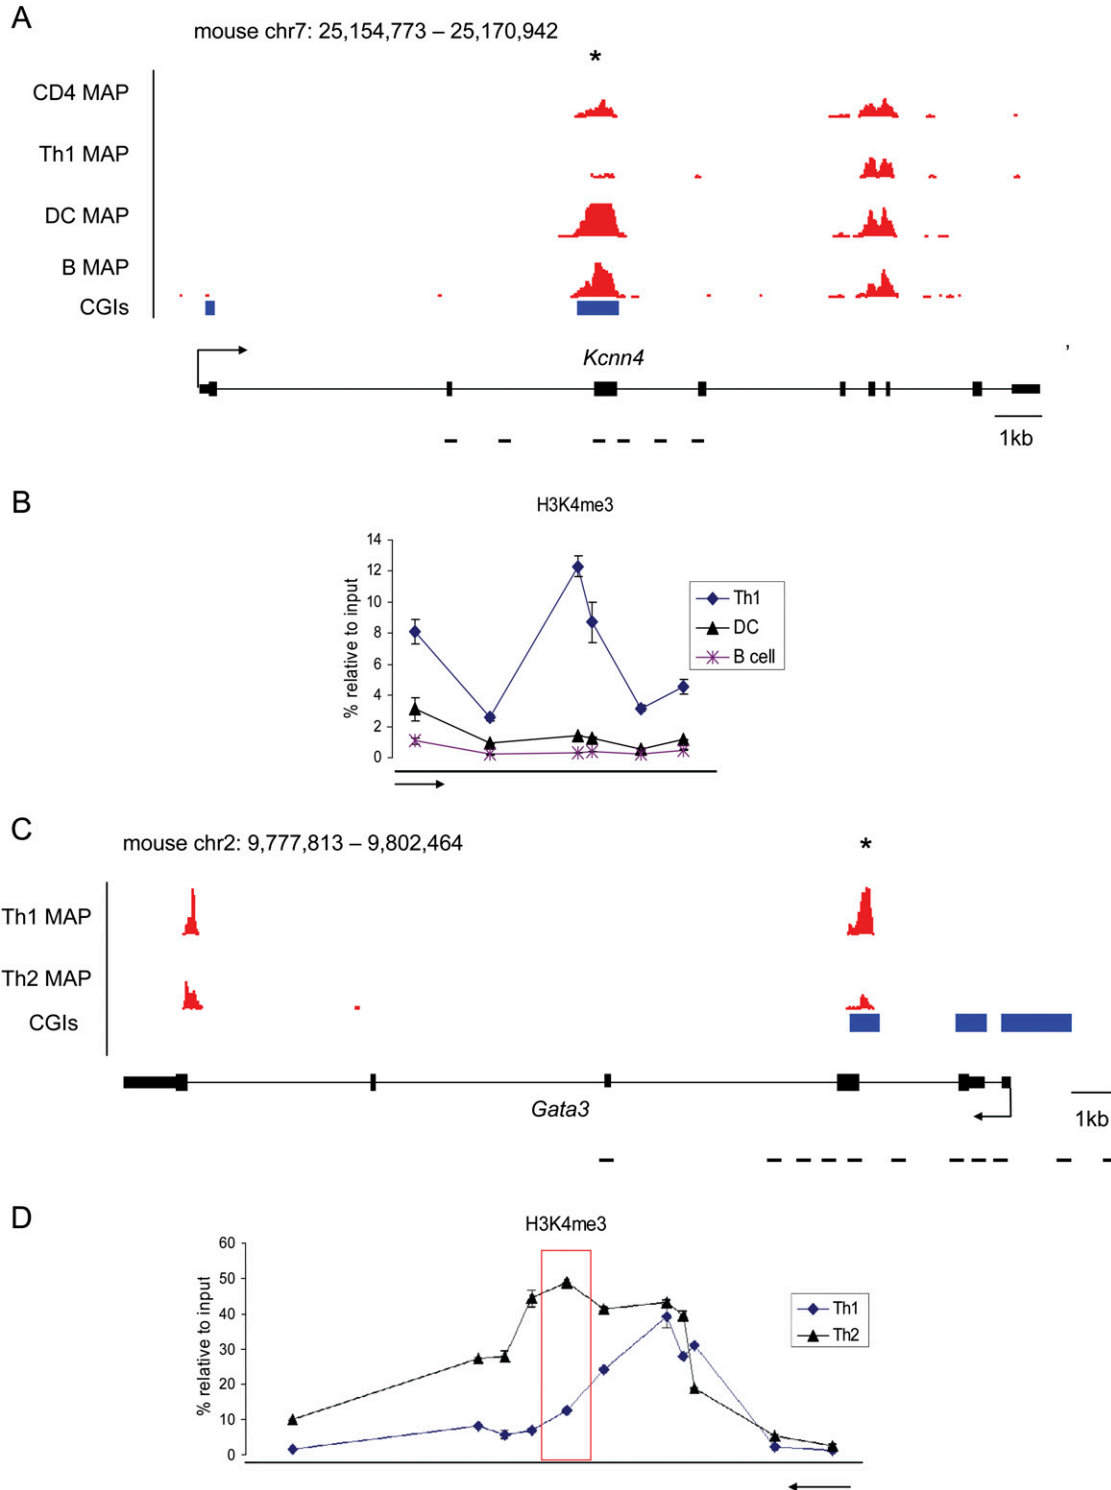 A
mouse chr7: 25,154,773 – 25,170,942
*
CD4 MAP
Th1 MAP
DC MAP
B MAP
CGIs
Kcnn4
,
1kb
B
H3K4me3
% relative to input
14
12
10
8
6
4
2
0
Th1
DC
B cell
C
mouse chr2: 9,777,813 – 9,802,464
*
Th1 MAP
Th2 MAP
CGIs
Gata3
1kb
D
H3K4me3
% relative to input
60
50
40
30
20
10
0
Th1
Th2